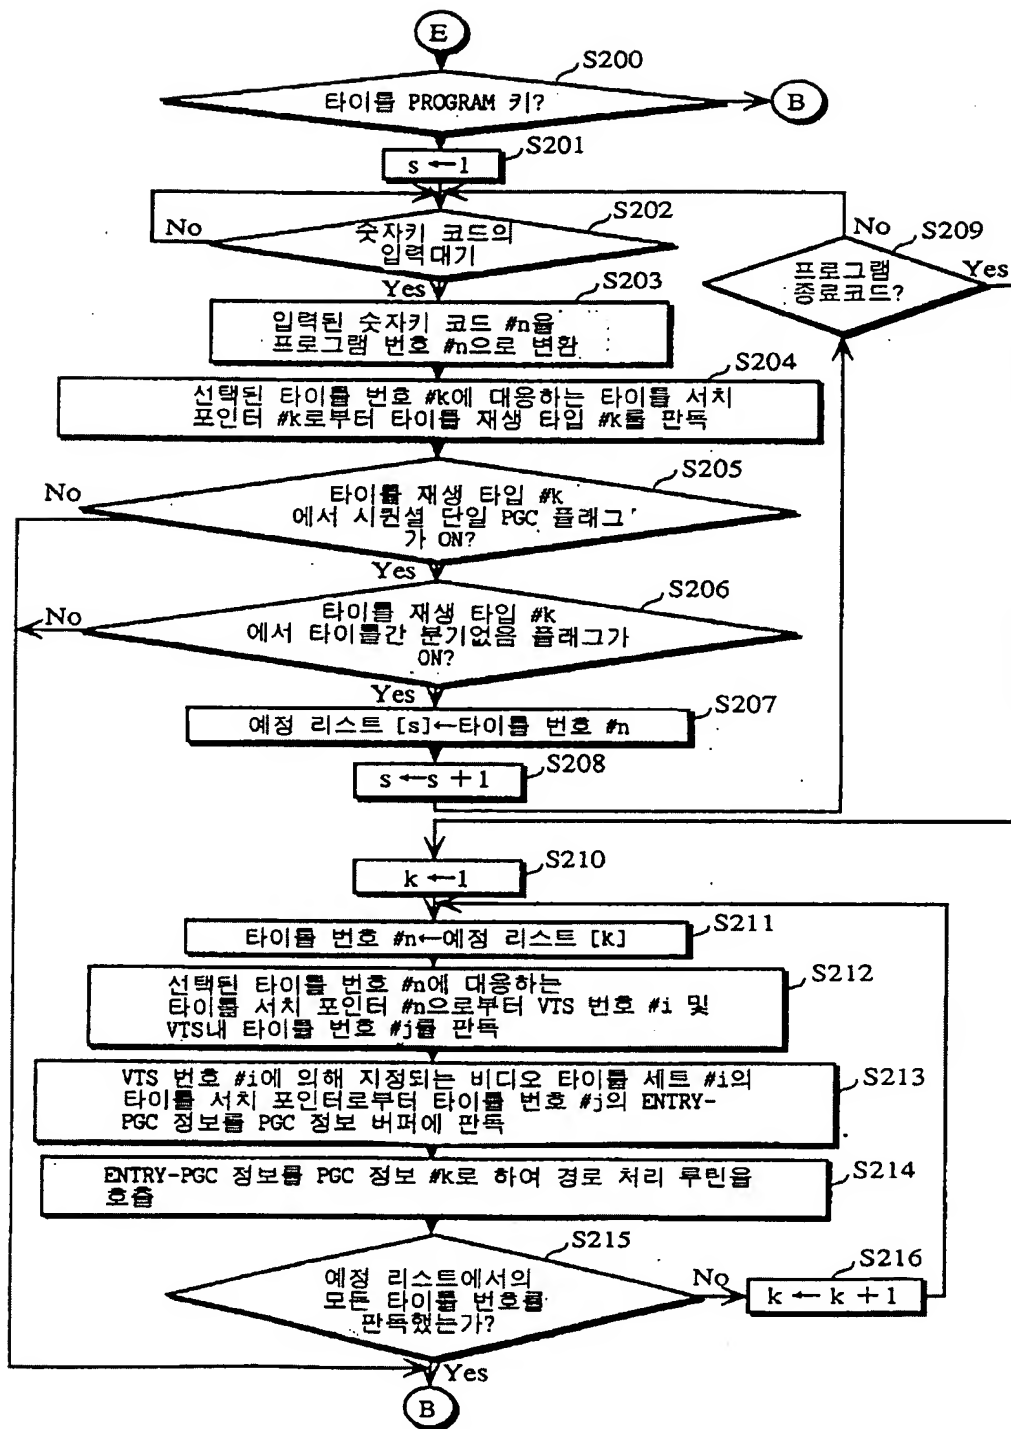 E
S200
타이틀 PROGRAM 키?
B
S201
s ← 1
S202
No
숫자키 코드의
입력대기
Yes
No
S209
프로그램
종료코드?
Yes
S203
입력된 숫자키 코드 #n을
프로그램 번호 #n으로 변환
S204
선택된 타이틀 번호 #k에 대응하는 타이틀 서치
포인터 #k로부터 타이틀 재생 타입 #k를 판독
S205
No
타이틀 재생 타입 #k
에서 시퀀셜 단일 PGC 플래그
가 ON?
Yes
S206
No
타이틀 재생 타입 #k
에서 타이틀간 분기없음 플래그가
ON?
Yes
S207
예정 리스트 [s]←타이틀 번호 #n
S208
s ← s + 1
S210
k ← 1
S211
타이틀 번호 #n←예정 리스트 [k]
S212
선택된 타이틀 번호 #n에 대응하는
타이틀 서치 포인터 #n으로부터 VTS 번호 #i 및
VTS내 타이틀 번호 #j를 판독
S213
VTS 번호 #i에 의해 지정되는 비디오 타이틀 세트 #i의
타이틀 서치 포인터로부터 타이틀 번호 #j의 ENTRY-
PGC 정보를 PGC 정보 버퍼에 판독
S214
ENTRY-PGC 정보를 PGC 정보 #k로 하여 경로 처리 루틴을
호출
S215
예정 리스트에서의
모든 타이틀 번호를
판독했는가?
No
S216
k ← k + 1
Yes
B